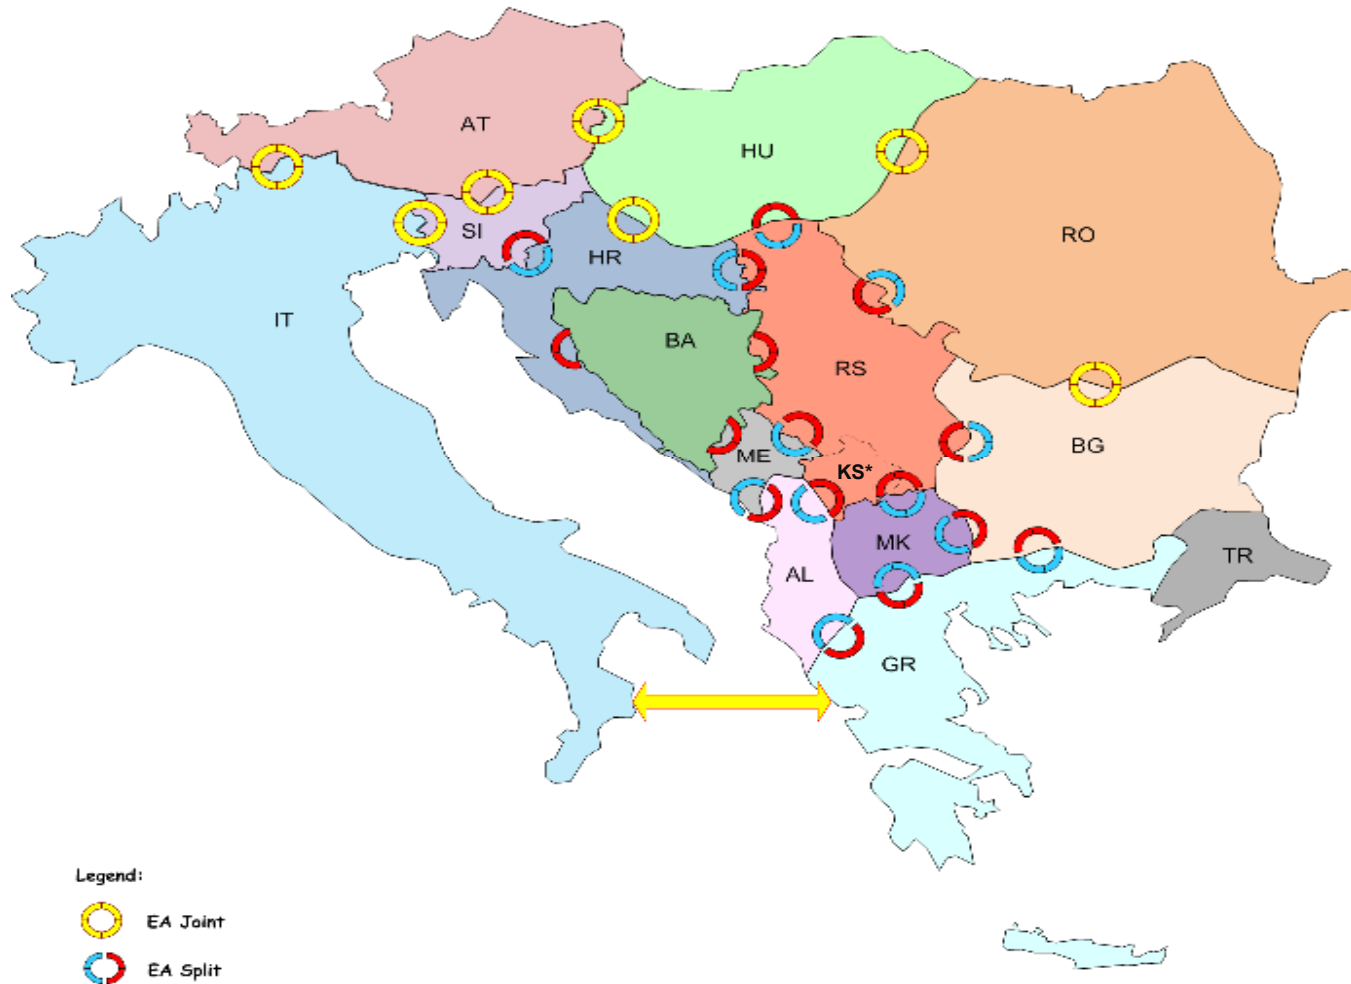 AT
HU
SI
HR
RO
IT
BA
RS
ME
KS*
BG
MK
AL
TR
GR
Legend:
EA Joint
EA Split